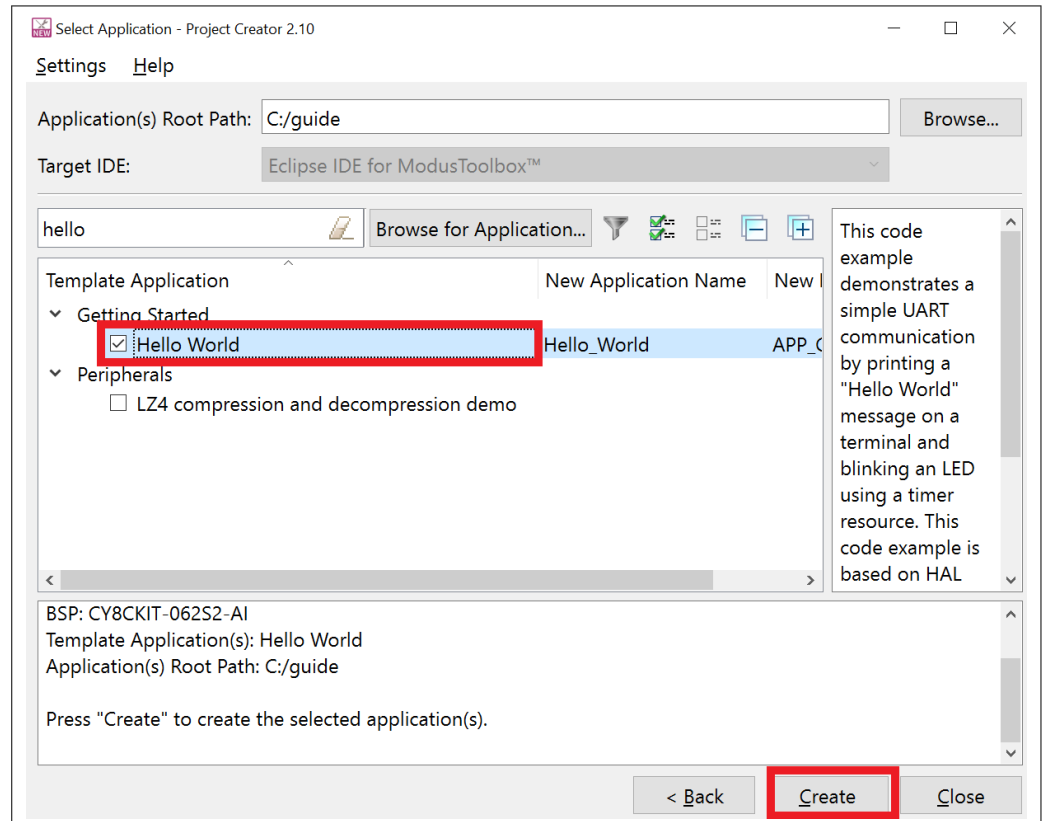 NEW Select Application - Project Creator 2.10
Settings Help
Application(s) Root Path: C:/guide Browse...
Target IDE: Eclipse IDE for ModusToolbox™
hello Browse for Application...
Template Application New Application Name New
Getting Started
Hello World Hello_World APP_
Peripherals
LZ4 compression and decompression demo
This code
example
demonstrates a
simple UART
communication
by printing a
"Hello World"
message on a
terminal and
blinking an LED
using a timer
resource. This
code example is
based on HAL
BSP: CY8CKIT-062S2-AI
Template Application(s): Hello World
Application(s) Root Path: C:/guide
Press "Create" to create the selected application(s).
< Back Create Close